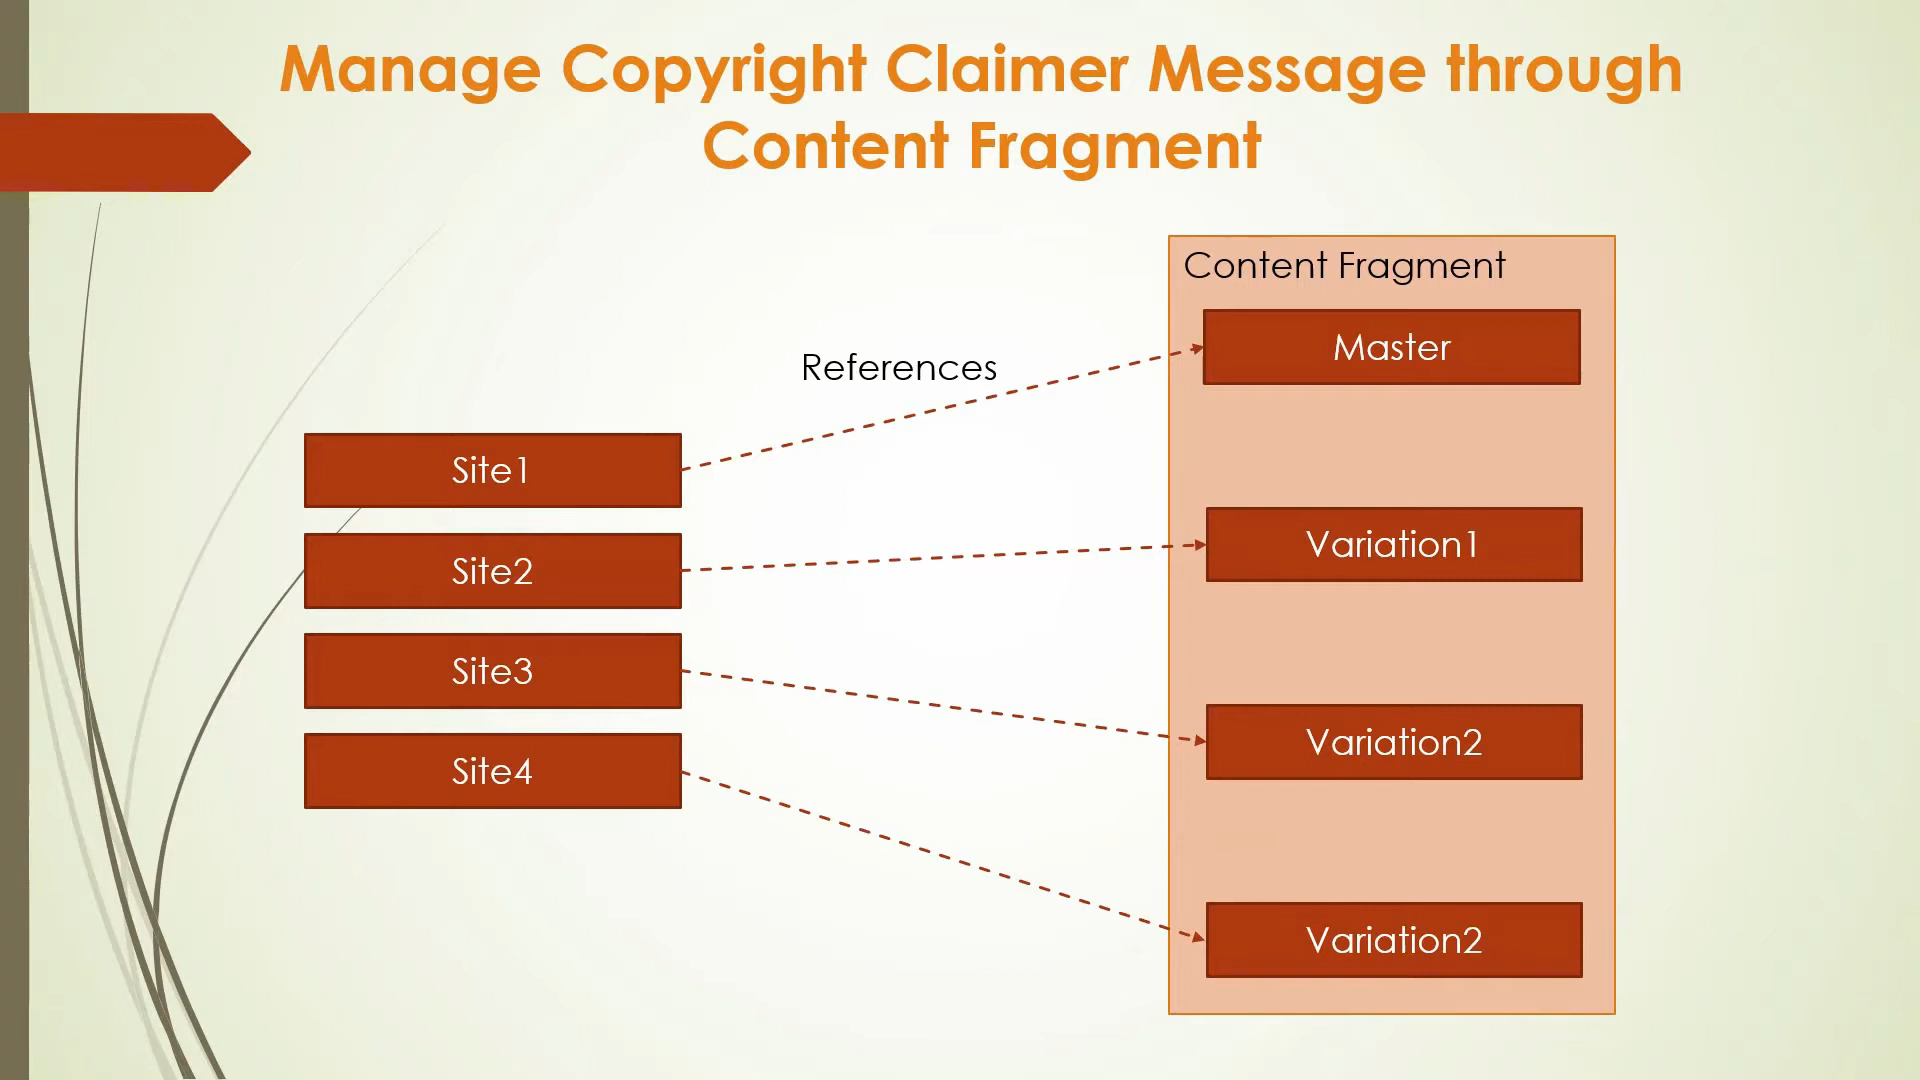 Manage Copyright Claimer Message through
Content Fragment
Content Fragment
References
Master
Site1
Variation1
Site2
Site3
Variation2
Site4
Variation2